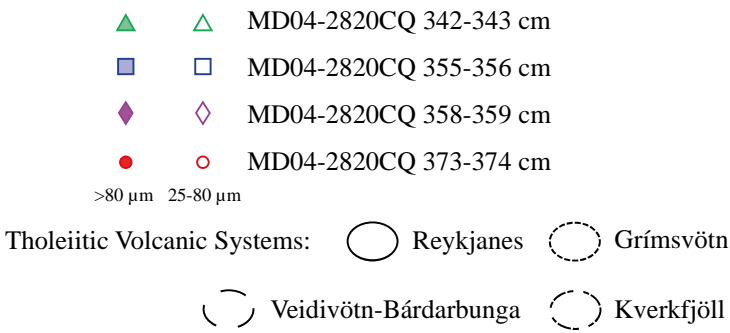 MD04-2820CQ 342-343 cm
MD04-2820CQ 355-356 cm
MD04-2820CQ 358-359 cm
MD04-2820CQ 373-374 cm
>80 µm 25-80 µm
Tholeiitic Volcanic Systems: Reykjanes Grímsvötn
Veidivötn-Bárdarbunga Kverkfjöll